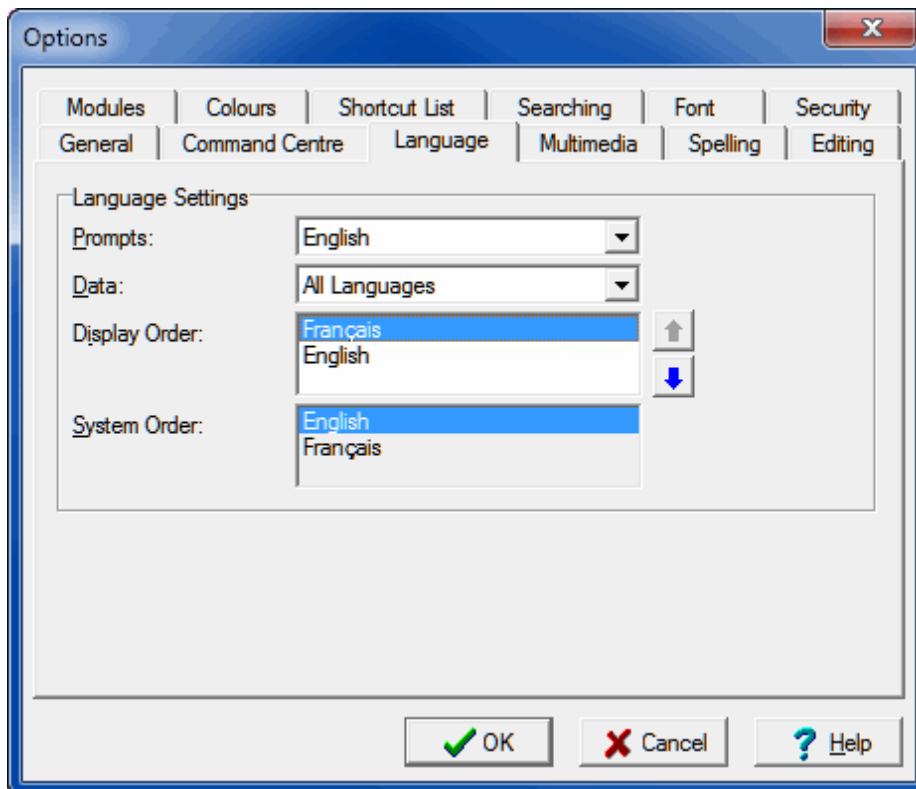 Options
Modules Colours Shortcut List Searching Font Security
General Command Centre Language Multimedia Spelling Editing
Language Settings
Prompts: English
Data: All Languages
Display Order: Français
English
System Order: English
Français
OK Cancel Help